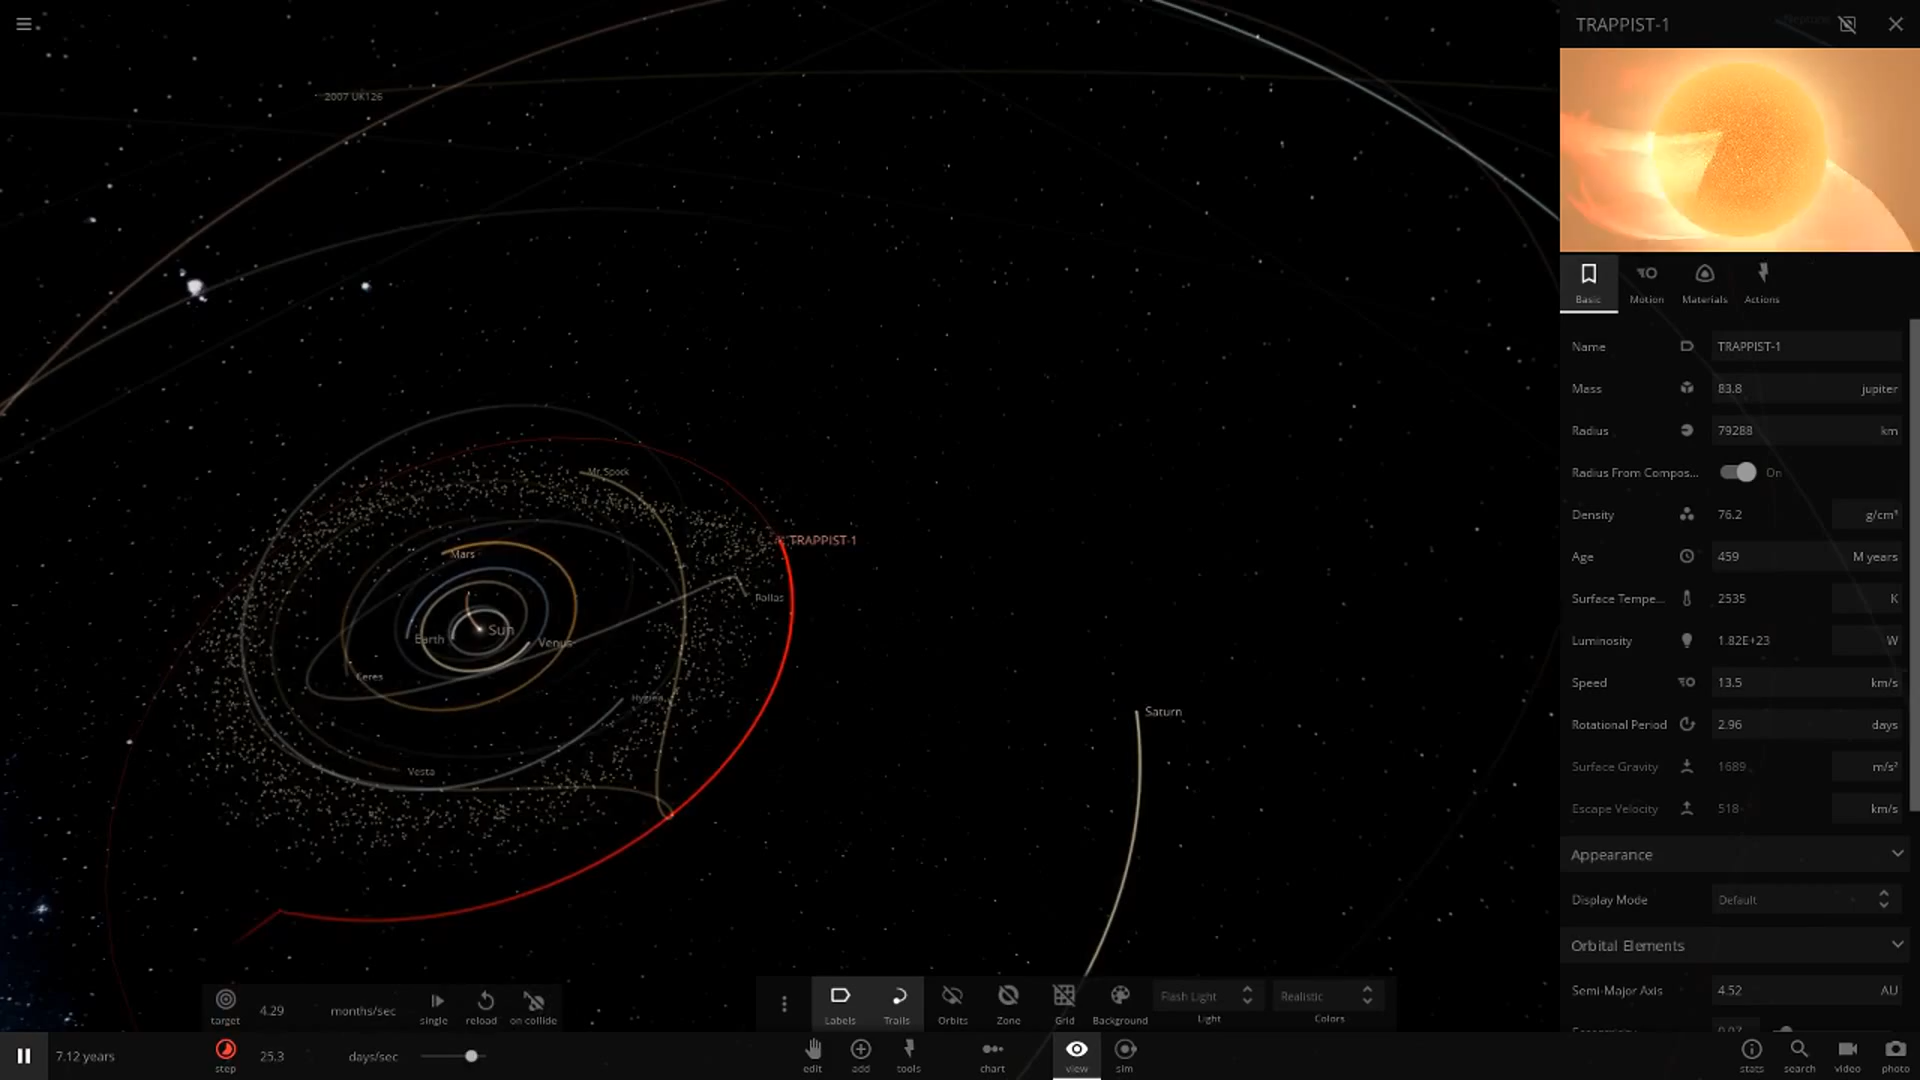 TRAPPIST-1
2007 UK126
Basic
Motion
Materials
Actions
Name
TRAPPIST-1
Mass
83.8
jupiter
Radius
79288
km
Radius From Compos...
On
Density
76.2
g/cm³
Age
459
M years
Surface Tempe...
2535
K
Luminosity
1.82E+23
W
Speed
13.5
km/s
Rotational Period
2.96
days
Surface Gravity
1689
m/s²
Escape Velocity
518
km/s
Appearance
Display Mode
Default
Orbital Elements
Semi-Major Axis
4.52
AU
Mr Spock
TRAPPIST-1
Mars
Pallas
Sun
Earth
Venus
Ceres
Hygiea
Saturn
Vesta
target
4.29
months/sec
single
reload
on collide
Labels
Trails
Orbits
Zone
Grid
Background
Flash Light
Light
Realistic
Colors
7.12 years
step
25.3
days/sec
edit
add
tools
chart
view
sim
stats
search
video
photo